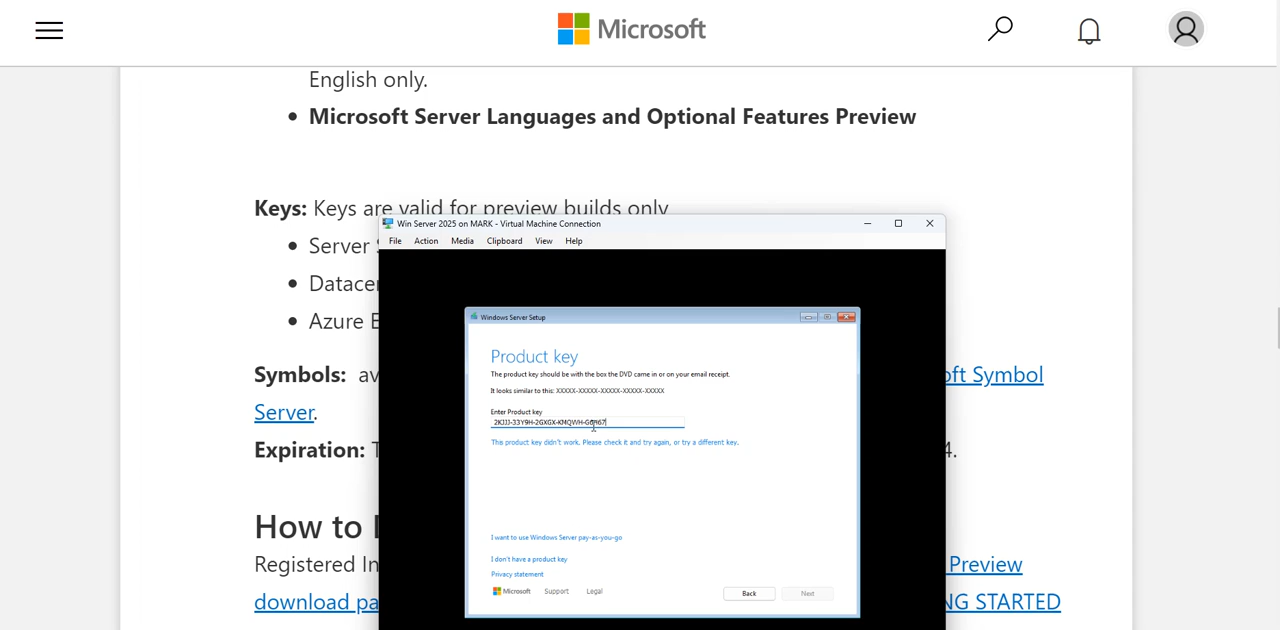 Microsoft
English only.
Microsoft Server Languages and Optional Features Preview
Keys: Keys are valid for preview builds only
Server
Datacen
Azure E
Symbols: av
oft Symbol
Server.
Expiration: T
4.
How to
Registered In
Preview
download pa
NG STARTED
Win Server 2025 on MARK - Virtual Machine Connection
File Action Media Clipboard View Help
Windows Server Setup
Product key
The product key should be with the box the DVD came in or on your email receipt.
It looks similar to this: XXXXX-XXXXX-XXXXX-XXXXX-XXXXX
Enter Product key
This product key didn't work. Please check it and try again, or try a different key.
I want to use Windows Server pay-as-you-go
I don't have a product key
Privacy statement
Microsoft Support Legal
Back Next